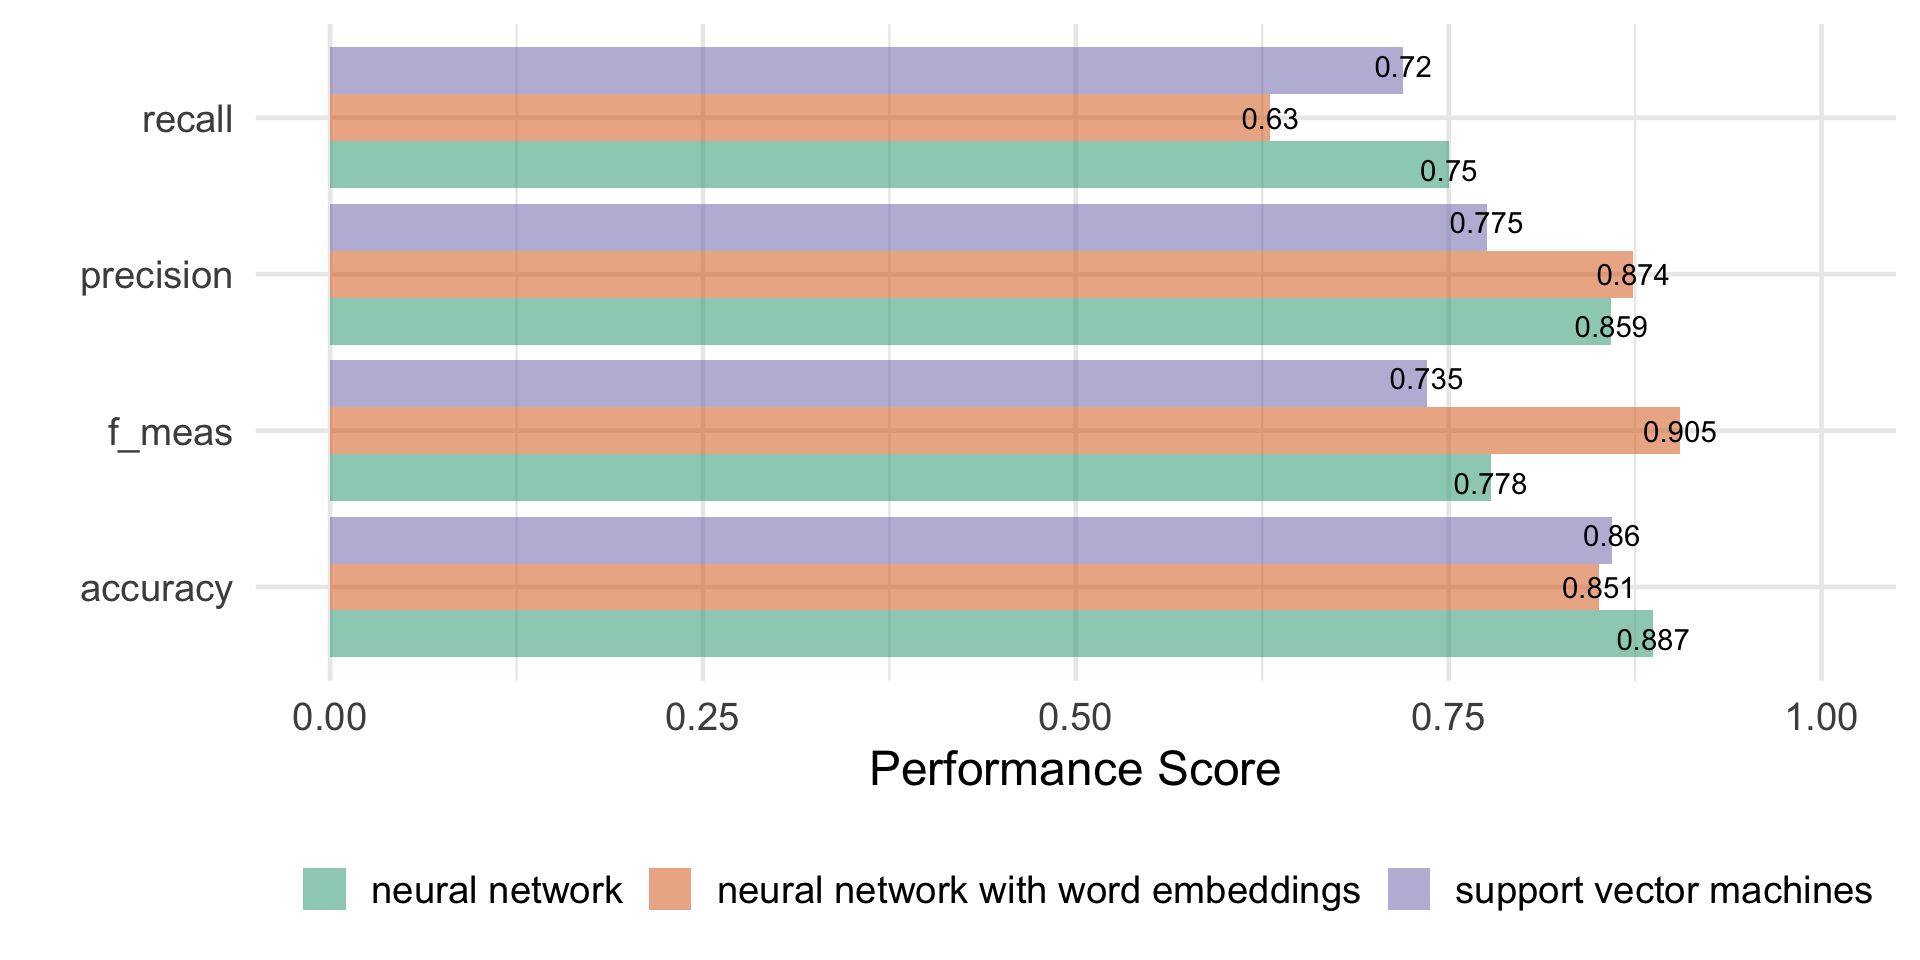 0.72
recall
0.63
0.75
0.775
precision
0.874
0.859
0.735
f_meas
0.905
0.778
0.86
accuracy
0.851
0.887
0.00 0.25 0.50 0.75 1.00
Performance Score
neural network neural network with word embeddings support vector machines